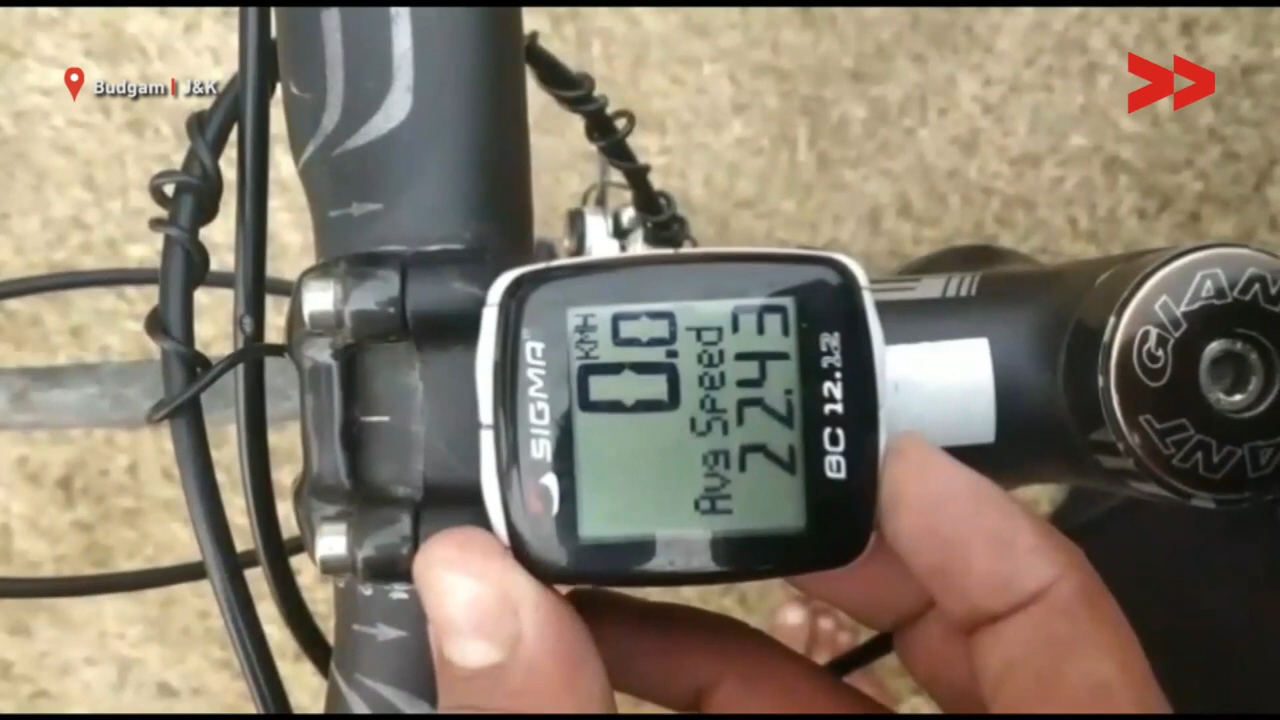 Budgam | J&K
SIGMA
KMH
0.0
Avg Speed
22.43
BC 12.12
GIANT